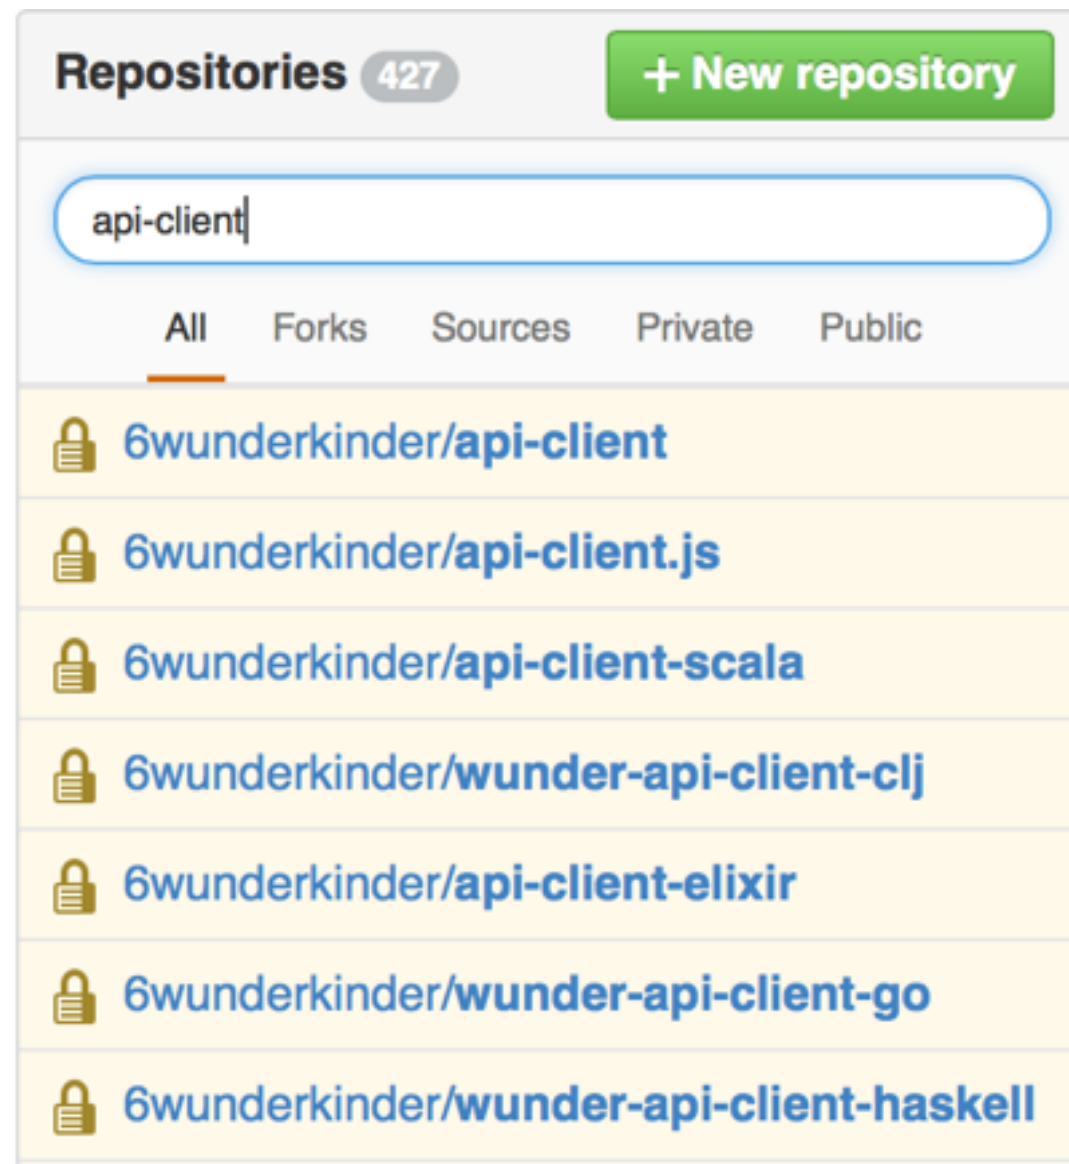 Repositories 427 + New repository
api-client
All Forks Sources Private Public
6wunderkinder/api-client
6wunderkinder/api-client.js
6wunderkinder/api-client-scala
6wunderkinder/wunder-api-client-clj
6wunderkinder/api-client-elixir
6wunderkinder/wunder-api-client-go
6wunderkinder/wunder-api-client-haskell